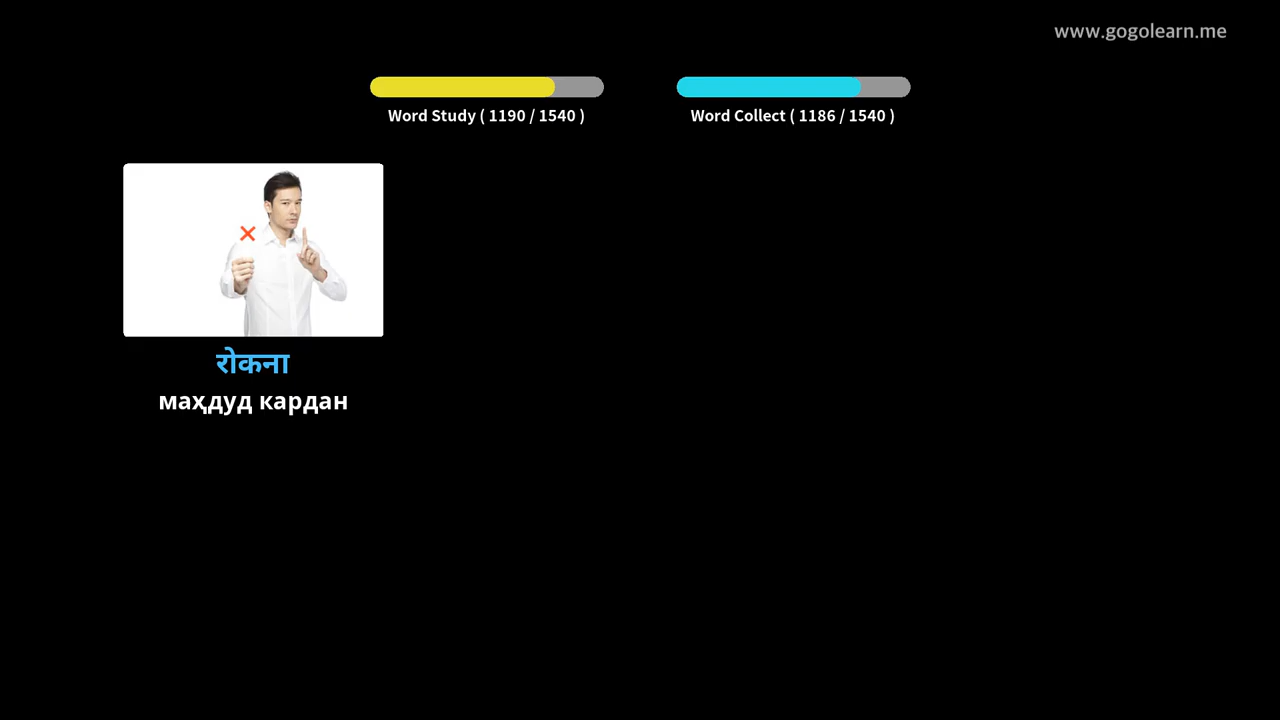 www.gogolearn.me
Word Study ( 1190 / 1540 )
Word Collect ( 1186 / 1540 )
रोकना
маҳдуд кардан